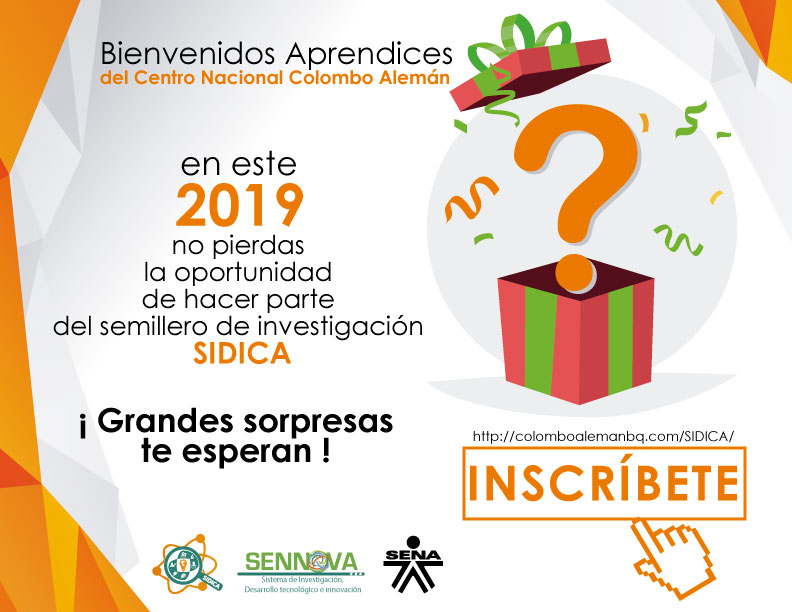 Bienvenidos Aprendices
del Centro Nacional Colombo Alemán
en este
2019
no pierdas
la oportunidad
de hacer parte
del semillero de investigación
SIDICA
¡ Grandes sorpresas
te esperan !
http://colomboalemanbq.com/SIDICA/
INSCRÍBETE
SIDICA
SENNOVA
Sistema de Investigación,
Desarrollo tecnológico e innovación
SENA